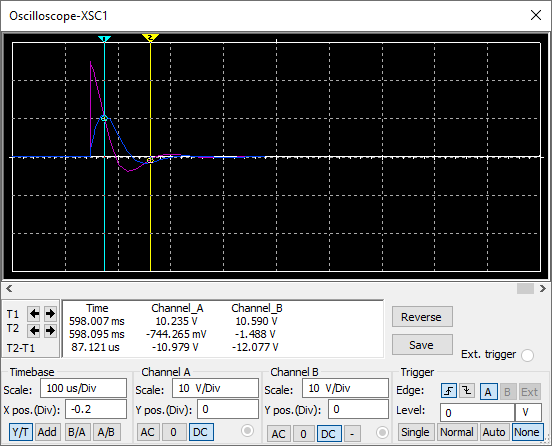 Oscilloscope-XSC1
1 2
T1
T2
T2-T1
Time Channel_A Channel_B
598.007 ms 10.235 V 10.590 V
598.095 ms -744.265 mV -1.488 V
87.121 us -10.979 V -12.077 V
Reverse
Save
Ext. trigger
Timebase
Scale: 100 us/Div
X pos.(Div): -0.2
Y/T Add B/A A/B
Channel A
Scale: 10 V/Div
Y pos.(Div): 0
AC 0 DC
Channel B
Scale: 10 V/Div
Y pos.(Div): 0
AC 0 DC -
Trigger
Edge: A B Ext
Level: 0 V
Single Normal Auto None